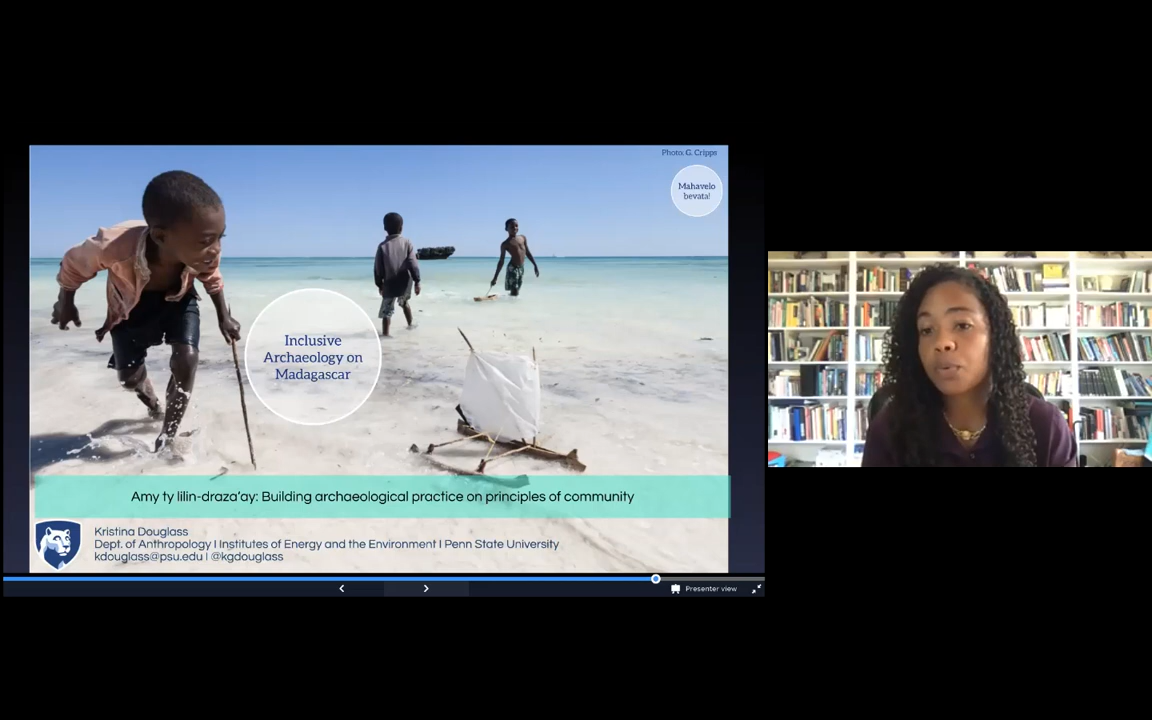 Photo: G. Cripps
Mahavelo
bevata!
Inclusive
Archaeology on
Madagascar
Amy ty lilin-draza'ay: Building archaeological practice on principles of community
Kristina Douglass
Dept. of Anthropology I Institutes of Energy and the Environment I Penn State University
kdouglass@psu.edu I @kgdouglass
Presenter view